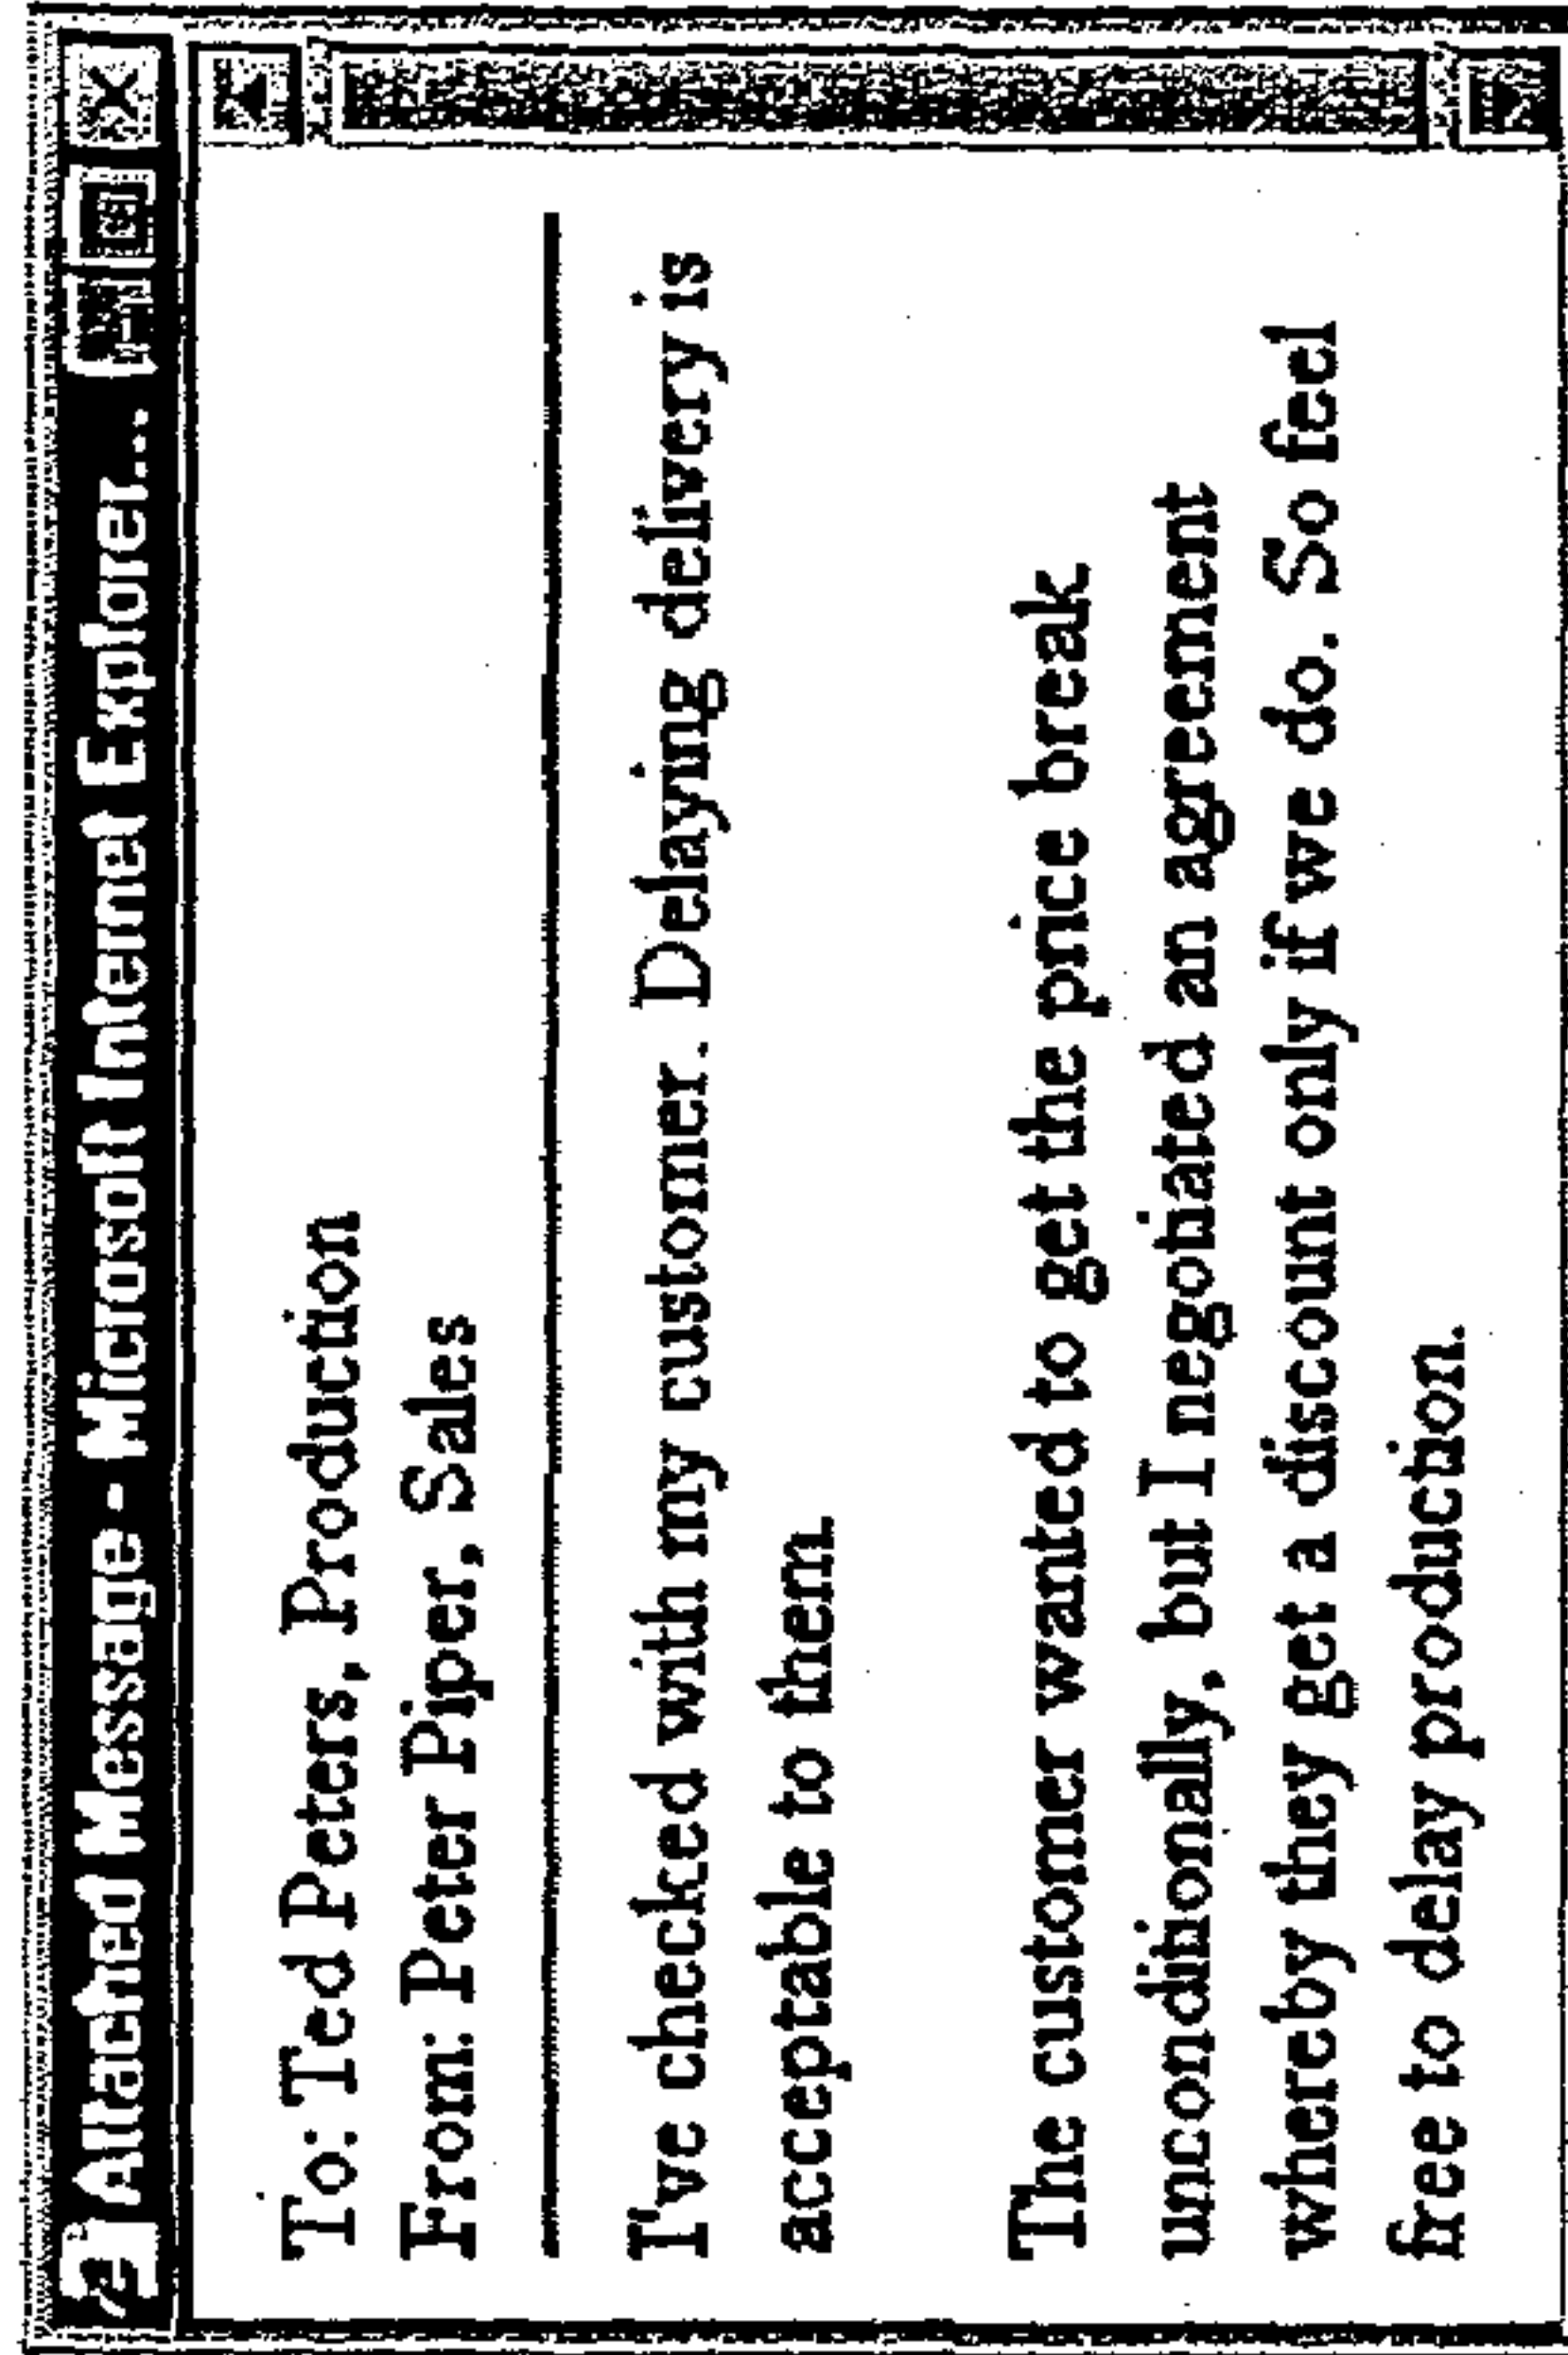 Attached Message - Microsoft Internet Explorer...
To: Ted Peters, Production
From: Peter Piper, Sales
I've checked with my customer. Delaying delivery is
acceptable to them.
The customer wanted to get the price break
unconditionally, but I negotiated an agreement
whereby they get a discount only if we do. So feel
free to delay production.